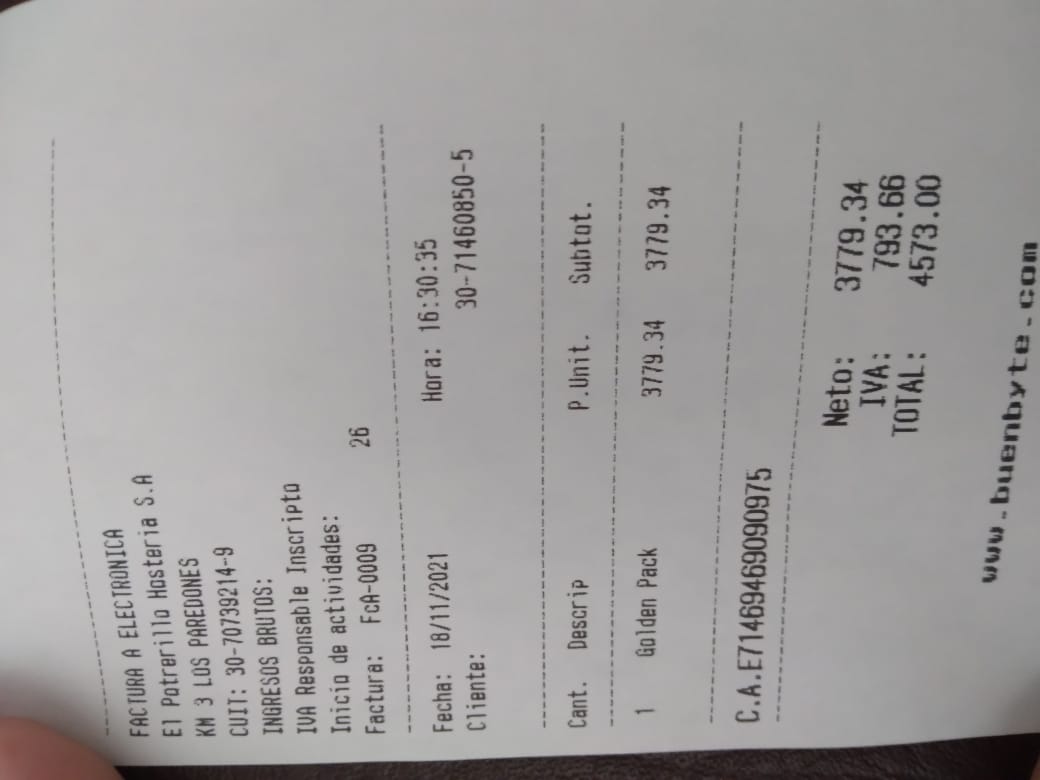 FACTURA A ELECTRONICA
El Potrerillo Hosteria S.A
KM 3 LOS PAREDONES
CUIT: 30-70739214-9
INGRESOS BRUTOS:
IVA Responsable Inscripto
Inicio de actividades:
Factura: FcA-0009 26
Fecha: 18/11/2021 Hora: 16:30:35
Cliente: 30-71460850-5
Cant. Descrip P.Unit. Subtot.
1 Golden Pack 3779.34 3779.34
C.A.E71469469090975
Neto: 3779.34
IVA: 793.66
TOTAL: 4573.00
www.buenbyte.com